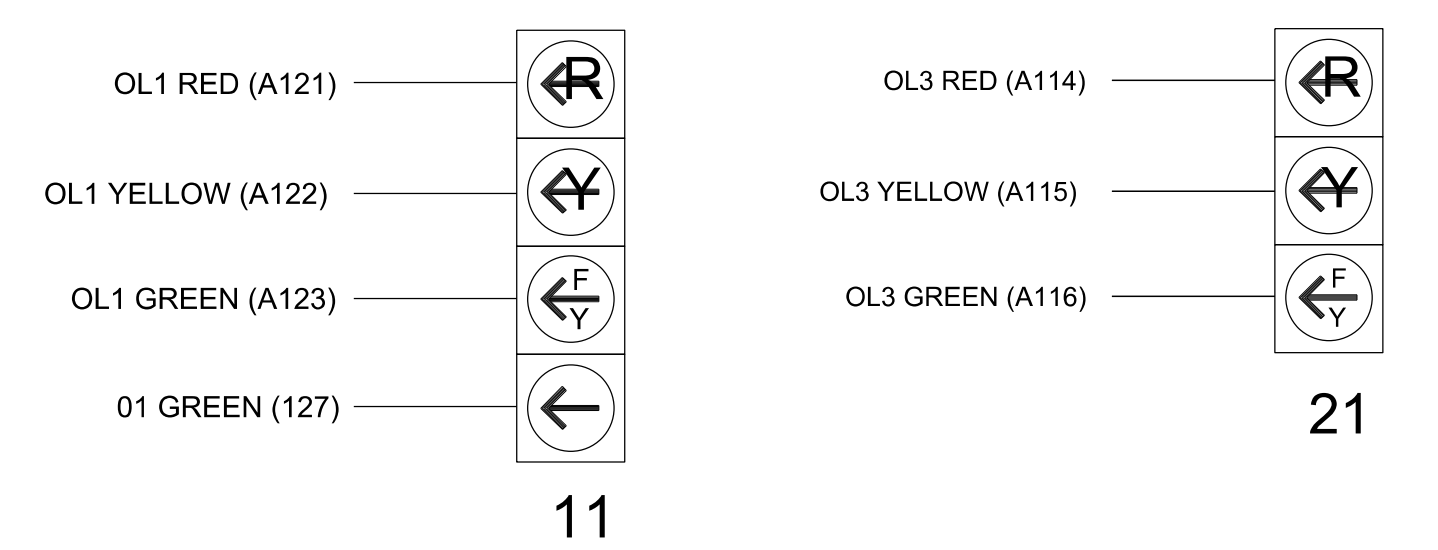 OL1 RED (A121)
R
OL1 YELLOW (A122)
Y
OL1 GREEN (A123)
F
Y
01 GREEN (127)
11
OL3 RED (A114)
R
OL3 YELLOW (A115)
Y
OL3 GREEN (A116)
F
Y
21